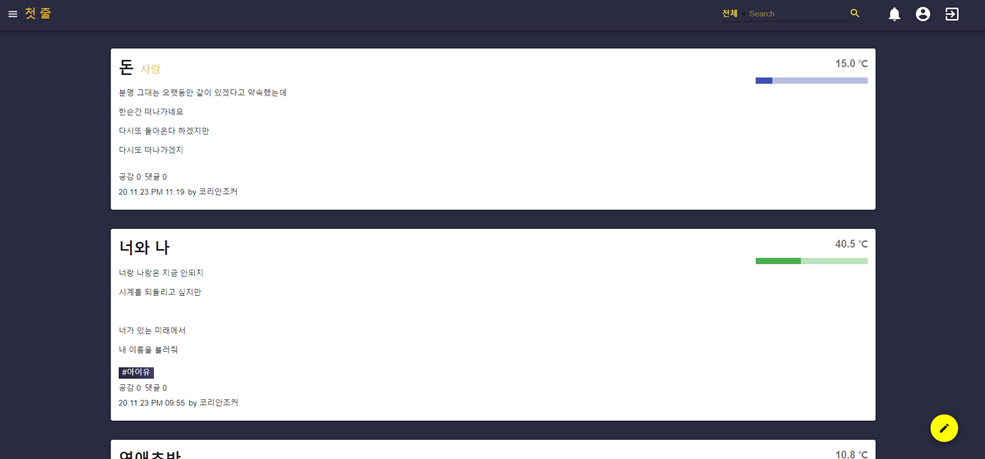 첫 줄
전체
Search
돈 사랑
15.0 ℃
분명 그대는 오랫동안 같이 있겠다고 약속했는데
한순간 떠나가네요
다시또 돌아온다 하겠지만
다시또 떠나가겠지
공감 0 댓글 0
20.11.23 PM 11:19 by 코리안조커
너와 나
40.5 ℃
너랑 나랑은 지금 안되지
시계를 되돌리고 싶지만
너가 있는 미래에서
내 이름을 불러줘
#아이유
공감 0 댓글 0
20.11.23 PM 09:55 by 코리안조커
연애초반
10.8 ℃